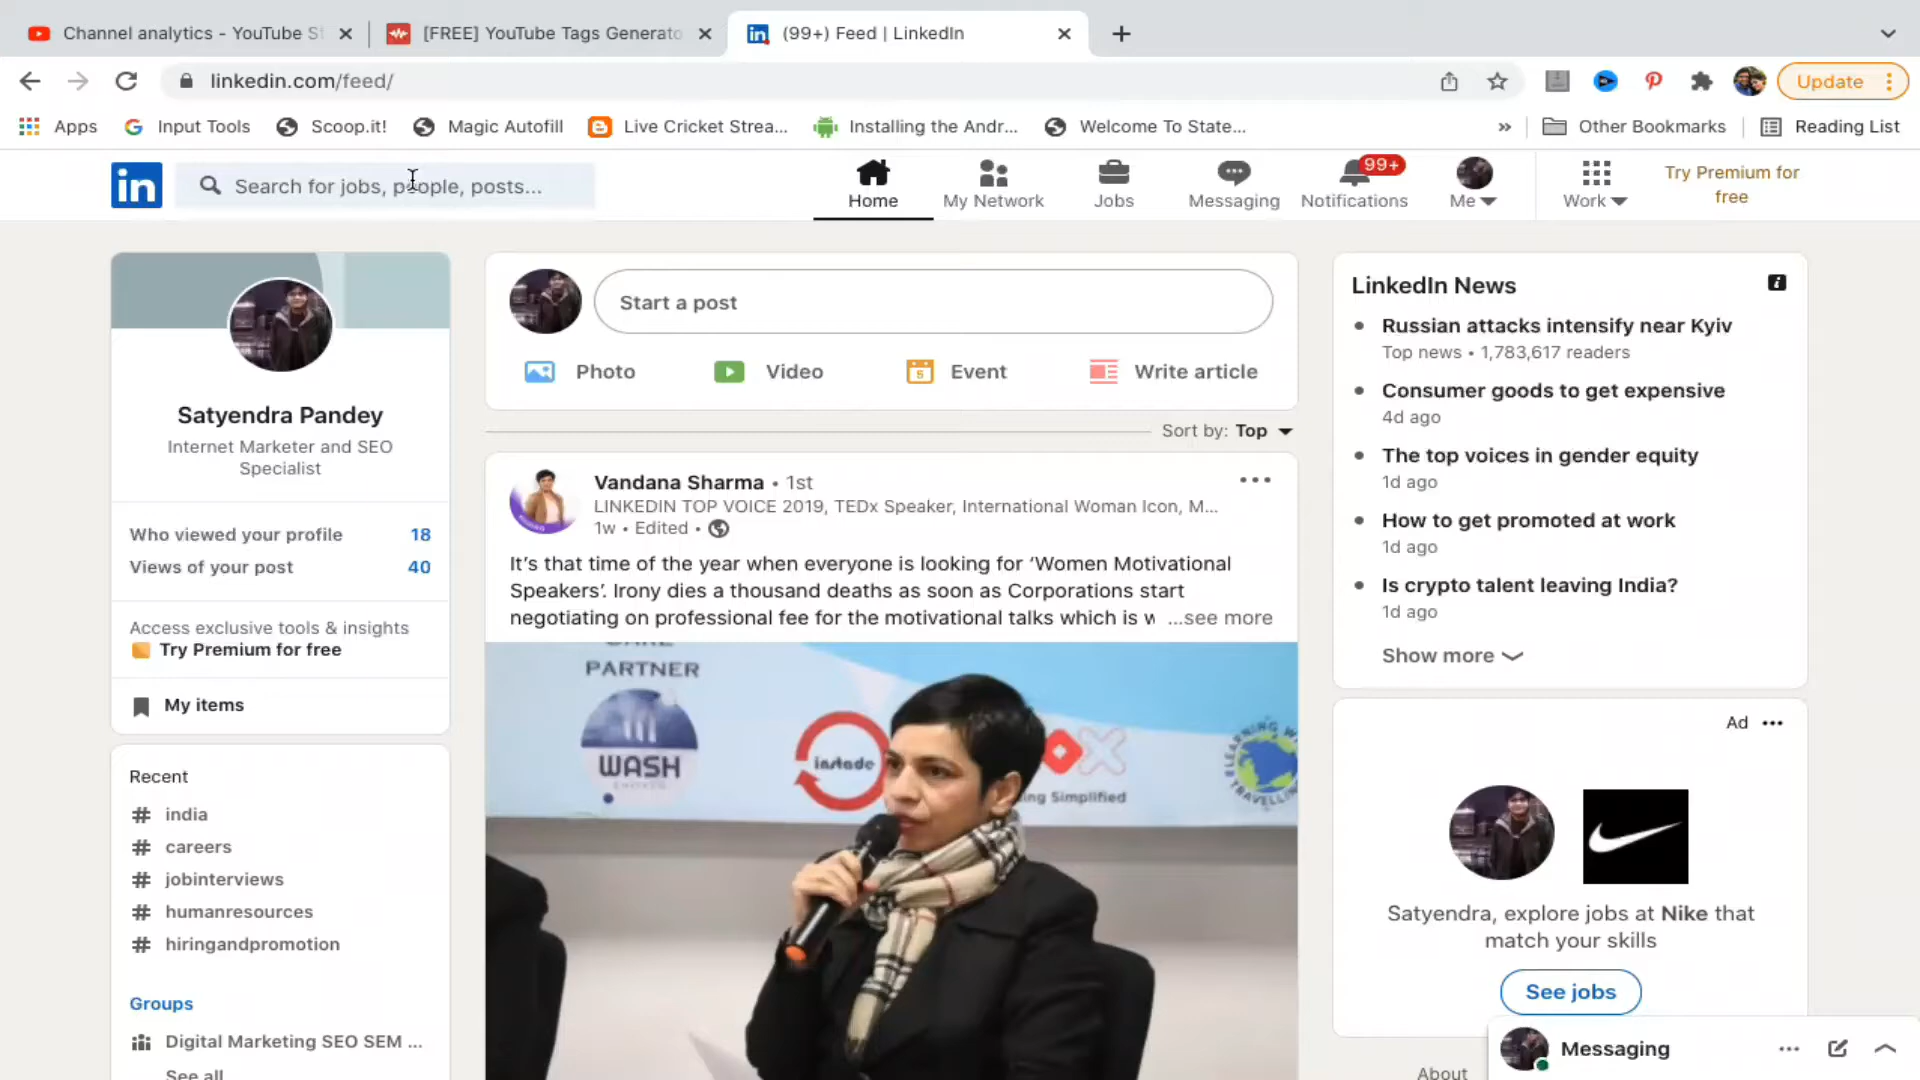 Channel analytics - YouTube S
[FREE] YouTube Tags Generato
(99+) Feed | LinkedIn
linkedin.com/feed/
Update
Apps
Input Tools
Scoop.it!
Magic Autofill
Live Cricket Strea...
Installing the Andr...
Welcome To State...
»
Other Bookmarks
Reading List
in
Search for jobs, people, posts...
Home
My Network
Jobs
Messaging
99+
Notifications
Me
Work
Try Premium for
free
Satyendra Pandey
Internet Marketer and SEO
Specialist
Who viewed your profile 18
Views of your post 40
Access exclusive tools & insights
Try Premium for free
My items
Recent
# india
# careers
# jobinterviews
# humanresources
# hiringandpromotion
Groups
Digital Marketing SEO SEM ...
See all
Start a post
Photo
Video
Event
Write article
Sort by: Top
Vandana Sharma • 1st
LINKEDIN TOP VOICE 2019, TEDx Speaker, International Woman Icon, M...
1w • Edited •
It's that time of the year when everyone is looking for ‘Women Motivational
Speakers’. Irony dies a thousand deaths as soon as Corporations start
negotiating on professional fee for the motivational talks which is w ...see more
PARTNER
WASH
instade
ing Simplified
LinkedIn News
• Russian attacks intensify near Kyiv
Top news • 1,783,617 readers
• Consumer goods to get expensive
4d ago
• The top voices in gender equity
1d ago
• How to get promoted at work
1d ago
• Is crypto talent leaving India?
1d ago
Show more
Ad
Satyendra, explore jobs at Nike that
match your skills
See jobs
About
Messaging